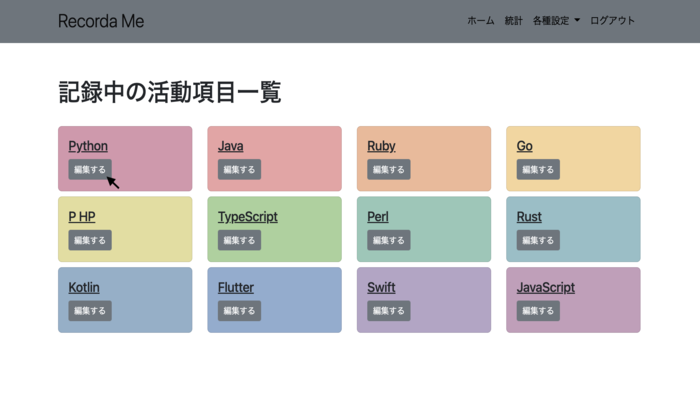 Recorda Me
ホーム 統計 各種設定 ログアウト
記録中の活動項目一覧
Python Java Ruby Go
編集する 編集する 編集する 編集する
P HP TypeScript Perl Rust
編集する 編集する 編集する 編集する
Kotlin Flutter Swift JavaScript
編集する 編集する 編集する 編集する